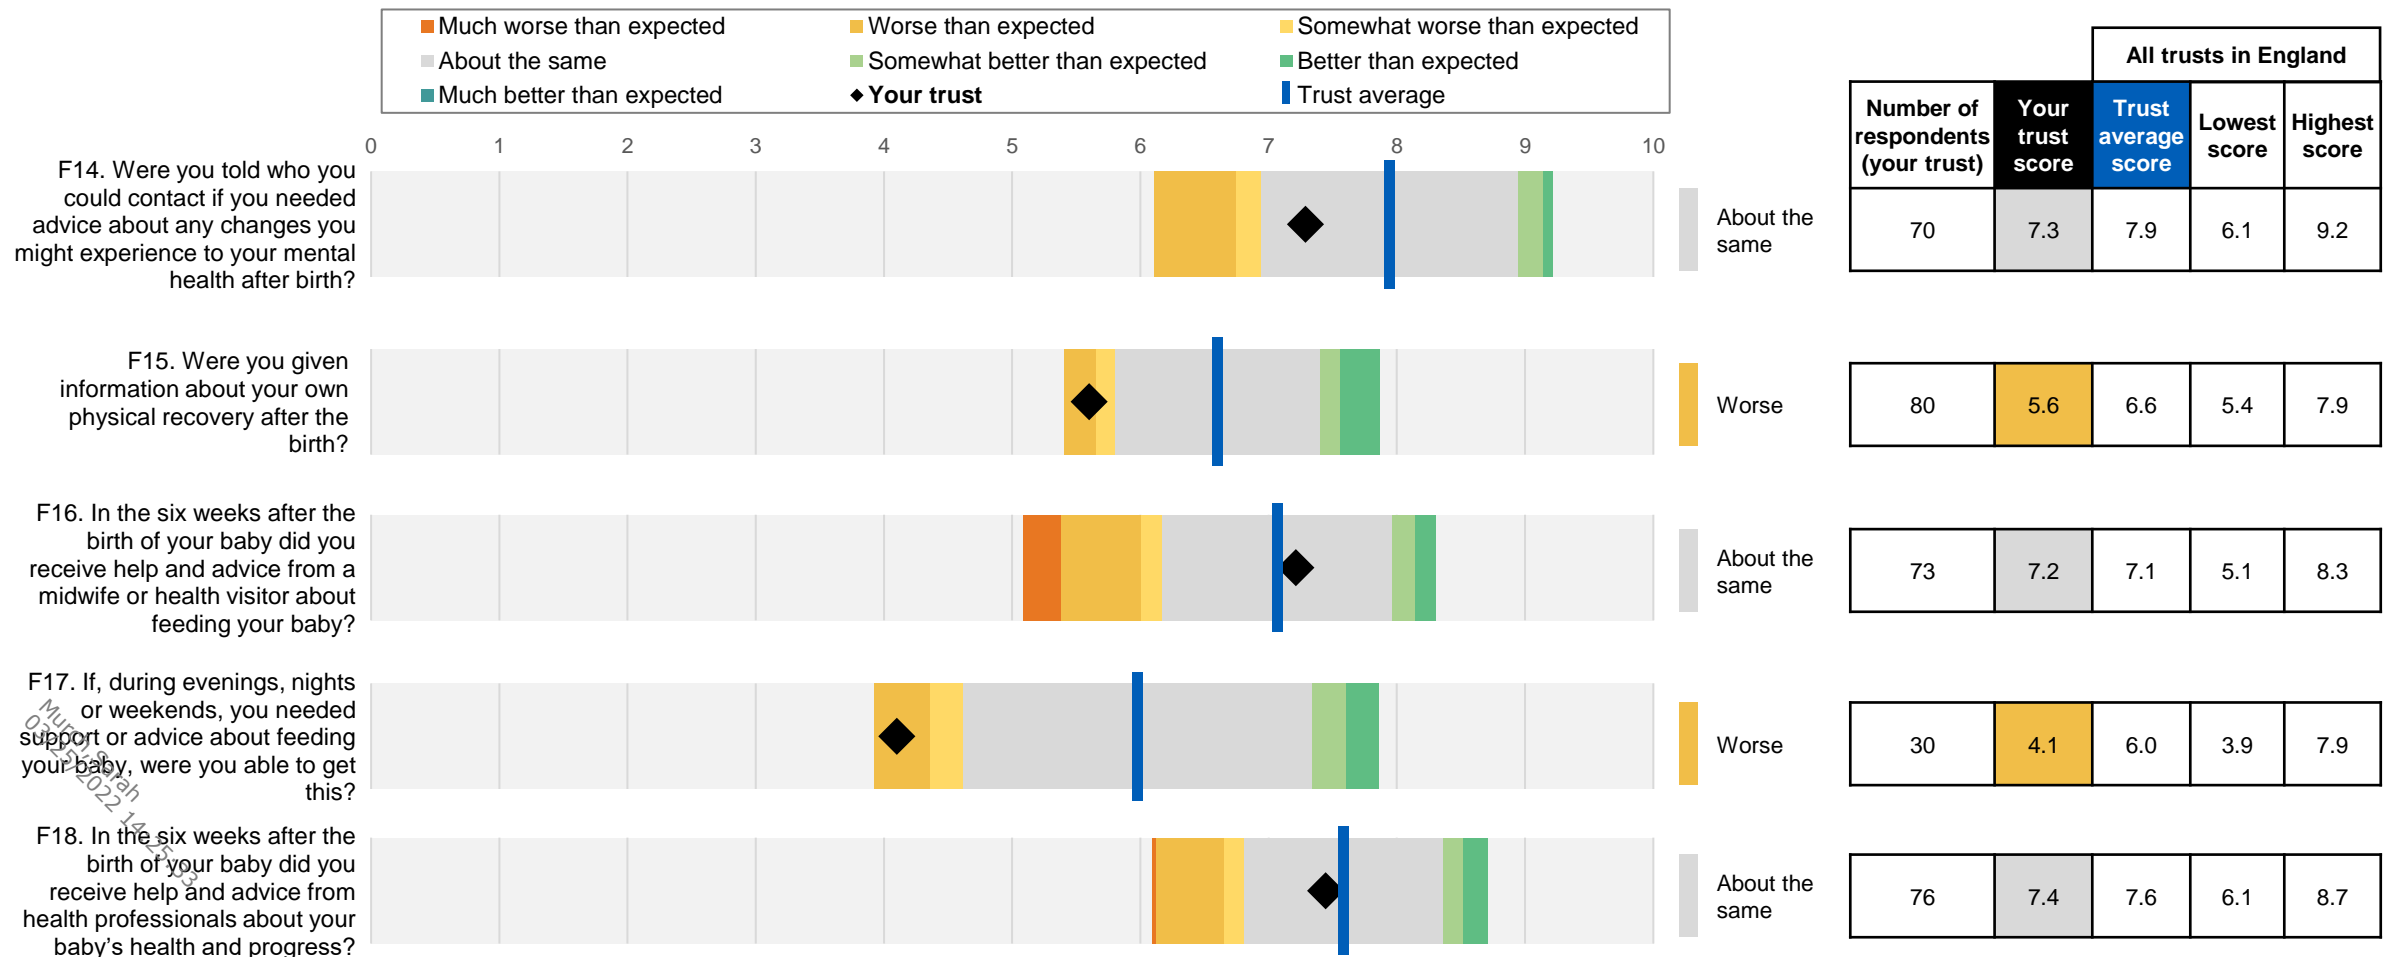 Much worse than expected
Worse than expected
Somewhat worse than expected
About the same
Somewhat better than expected
Better than expected
Much better than expected
Your trust
Trust average
All trusts in England
Number of respondents (your trust)
Your trust score
Trust average score
Lowest score
Highest score
0 1 2 3 4 5 6 7 8 9 10
F14. Were you told who you
could contact if you needed
advice about any changes you
might experience to your mental
health after birth?
About the
same
70 7.3 7.9 6.1 9.2
F15. Were you given
information about your own
physical recovery after the
birth?
Worse
80 5.6 6.6 5.4 7.9
F16. In the six weeks after the
birth of your baby did you
receive help and advice from a
midwife or health visitor about
feeding your baby?
About the
same
73 7.2 7.1 5.1 8.3
F17. If, during evenings, nights
or weekends, you needed
support or advice about feeding
your baby, were you able to get
this?
Worse
30 4.1 6.0 3.9 7.9
F18. In the six weeks after the
birth of your baby did you
receive help and advice from
health professionals about your
baby's health and progress?
About the
same
76 7.4 7.6 6.1 8.7
Sarah
03/25/2022 14:25:33